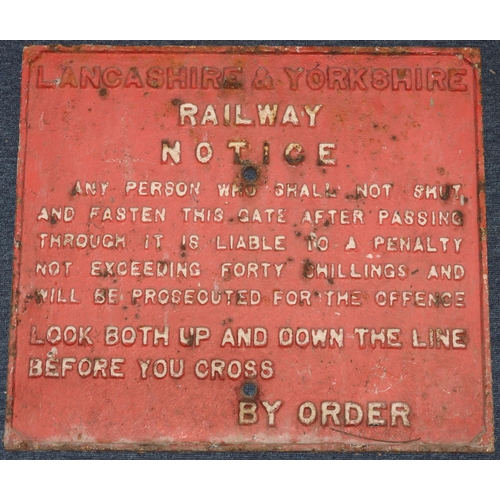 LANCASHIRE & YORKSHIRE
RAILWAY
NOTICE
ANY PERSON WHO SHALL NOT SHUT
AND FASTEN THIS GATE AFTER PASSING
THROUGH IT IS LIABLE TO A PENALTY
NOT EXCEEDING FORTY SHILLINGS AND
WILL BE PROSECUTED FOR THE OFFENCE
LOOK BOTH UP AND DOWN THE LINE
BEFORE YOU CROSS
BY ORDER